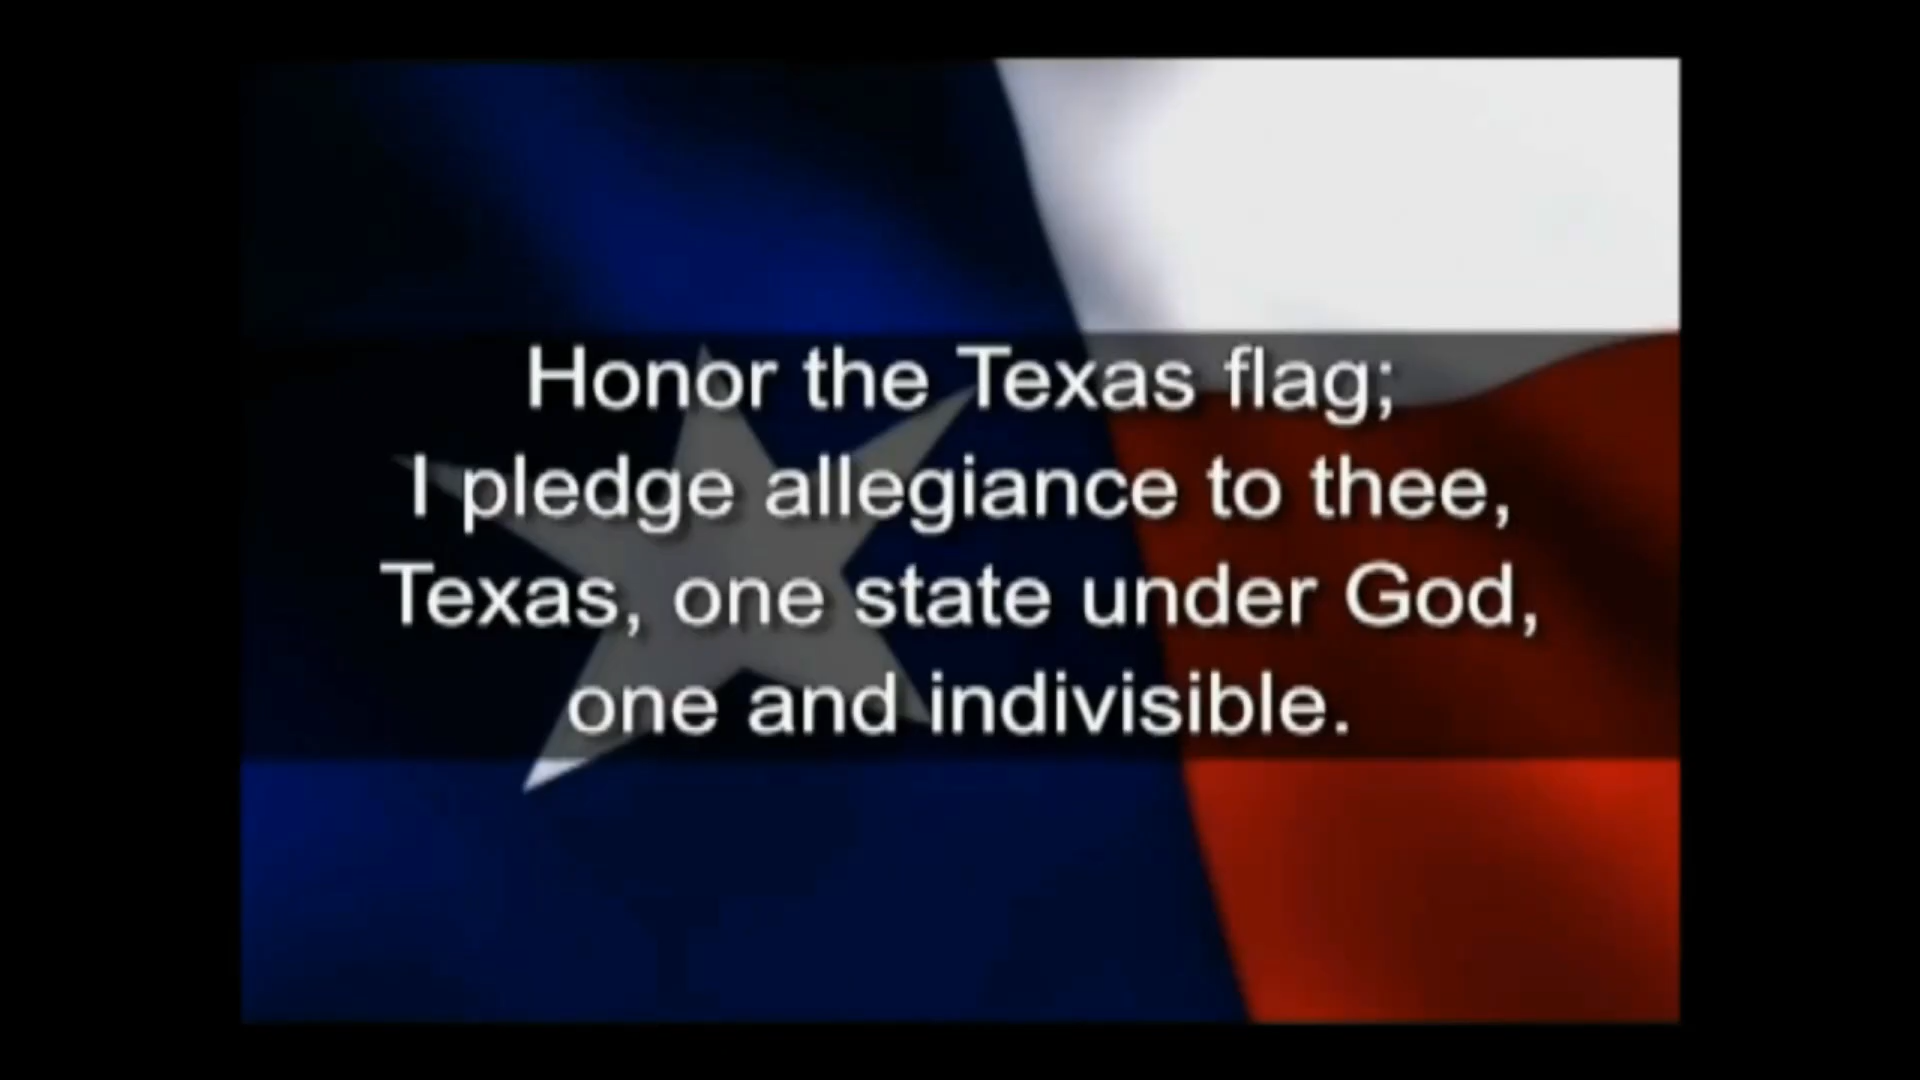 Honor the Texas flag;
I pledge allegiance to thee,
Texas, one state under God,
one and indivisible.